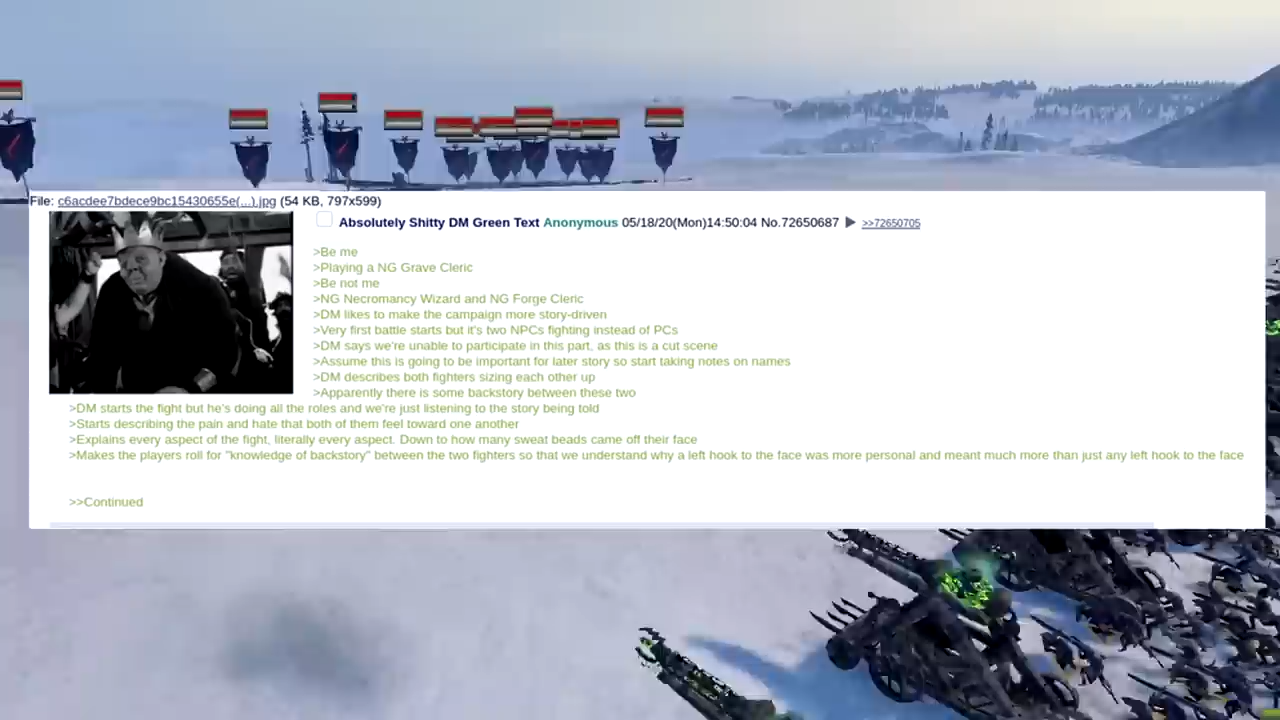 File: c6acdee7bdece9bc15430655e(...).jpg (54 KB, 797x599)
Absolutely Shitty DM Green Text Anonymous 05/18/20(Mon)14:50:04 No.72650687 ▶ >>72650705
>Be me
>Playing a NG Grave Cleric
>Be not me
>NG Necromancy Wizard and NG Forge Cleric
>DM likes to make the campaign more story-driven
>Very first battle starts but it's two NPCs fighting instead of PCs
>DM says we're unable to participate in this part, as this is a cut scene
>Assume this is going to be important for later story so start taking notes on names
>DM describes both fighters sizing each other up
>Apparently there is some backstory between these two
>DM starts the fight but he's doing all the roles and we're just listening to the story being told
>Starts describing the pain and hate that both of them feel toward one another
>Explains every aspect of the fight, literally every aspect. Down to how many sweat beads came off their face
>Makes the players roll for "knowledge of backstory" between the two fighters so that we understand why a left hook to the face was more personal and meant much more than just any left hook to the face
>>Continued